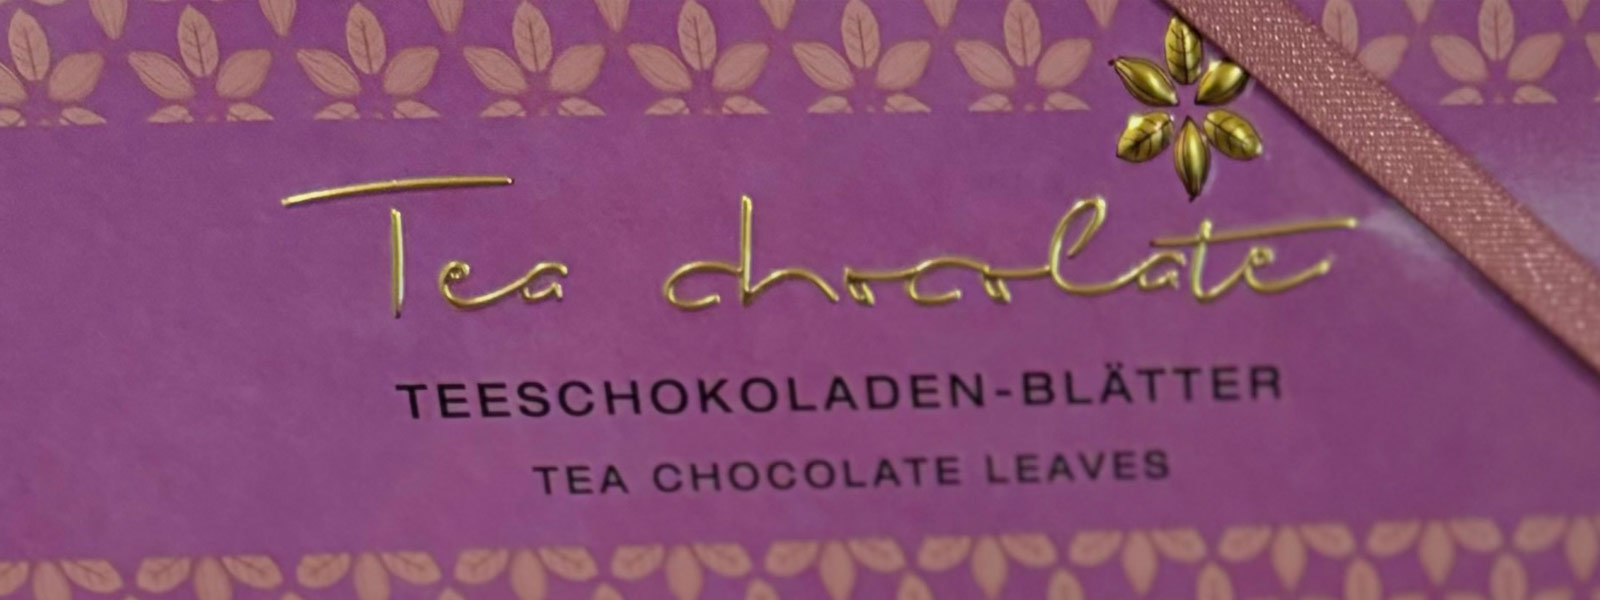 Tea chocolate
TEESCHOKOLADEN-BLÄTTER
TEA CHOCOLATE LEAVES